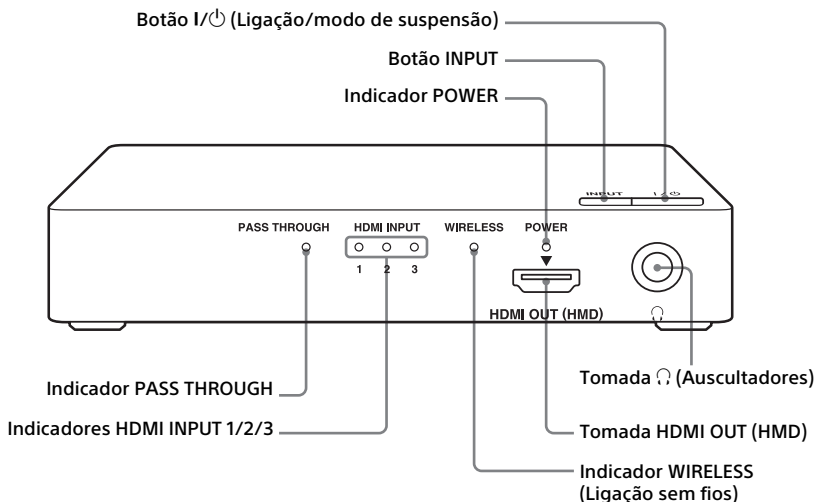 Botão I/⏻ (Ligação/modo de suspensão)
Botão INPUT
Indicador POWER
INPUT I/⏻
PASS THROUGH HDMI INPUT WIRELESS POWER
1 2 3
HDMI OUT (HMD)
Indicador PASS THROUGH
Indicadores HDMI INPUT 1/2/3
Tomada 🎧 (Auscultadores)
Tomada HDMI OUT (HMD)
Indicador WIRELESS
(Ligação sem fios)